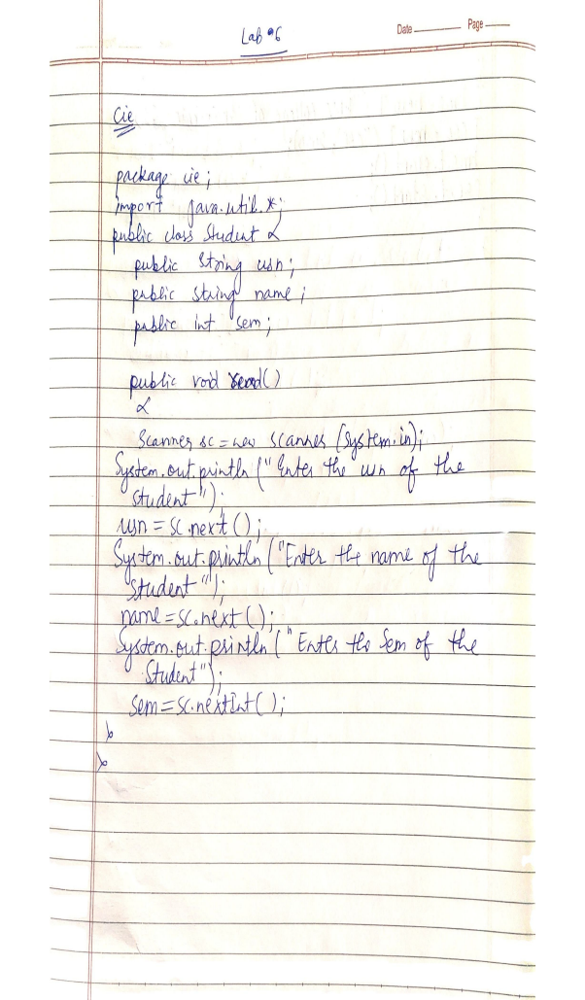 Lab #6
Date Page
Cie
package cie;
import java.util.*;
public class Student {
public String usn;
public string name;
public int sem;
public void read()
{
Scanner sc = new scanner (System.in);
System.out.println ("Enter the usn of the
student");
usn = sc.next ();
System.out.println ("Enter the name of the
student");
name = sc.next ();
System.out.println ("Enter the Sem of the
Student");
sem = sc.nextInt ();
}
}